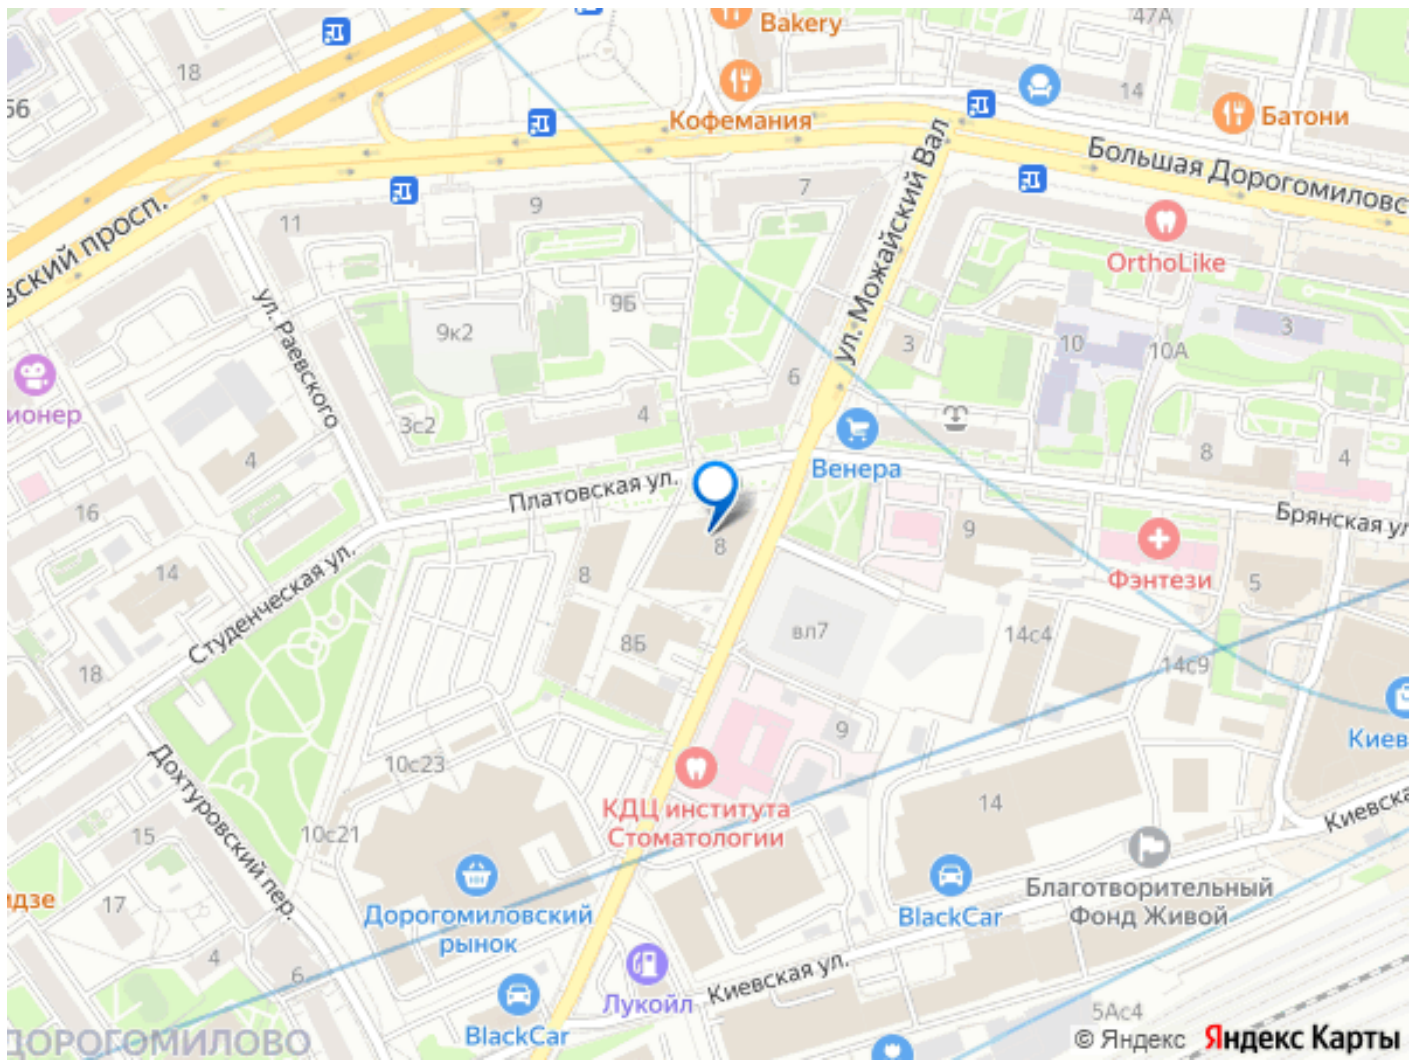 Bakery
47А
18
56
14
Кофемания
Батони
Большая Дорогомиловс
ул. Можайский Вал
7
9
11
вский просп.
OrthoLike
ул. Раевского
9Б
9к2
3
3
10
10А
ионер
6
4
3с2
4
Венера
8
4
Платовская ул.
16
Брянская ул
8
9
Студенческая ул.
14
8
Фэнтези
5
вл7
14с4
8Б
14с9
18
9
Киев
Дохтуровский пер.
10с23
14
КДЦ института
Стоматологии
Киевска
15
10с21
идзе
17
Дорогомиловский
рынок
BlackCar
Благотворительный
Фонд Живой
4
6
Киевская ул.
Лукойл
BlackCar
5Ас4
ДОРОГОМИЛОВО
© Яндекс Яндекс Карты